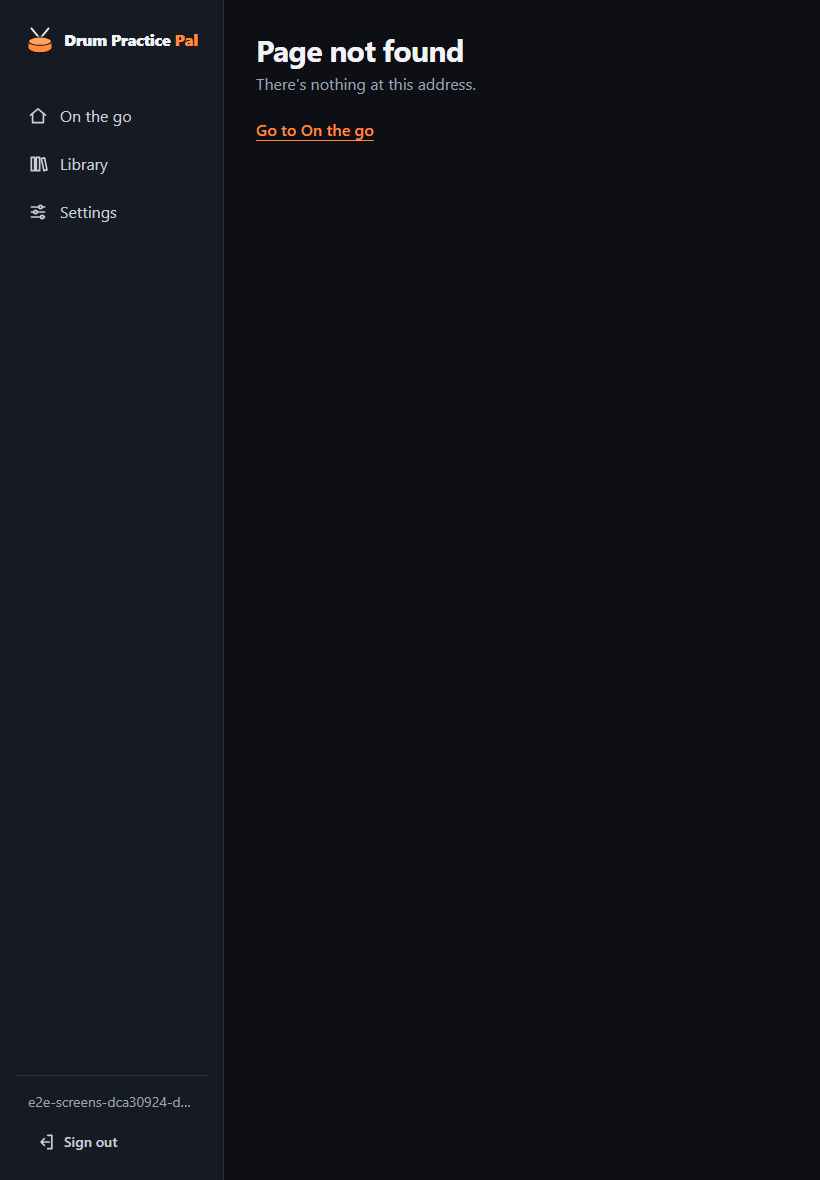 Drum Practice Pal
On the go
Library
Settings
Page not found
There's nothing at this address.
Go to On the go
e2e-screens-dca30924-d...
Sign out